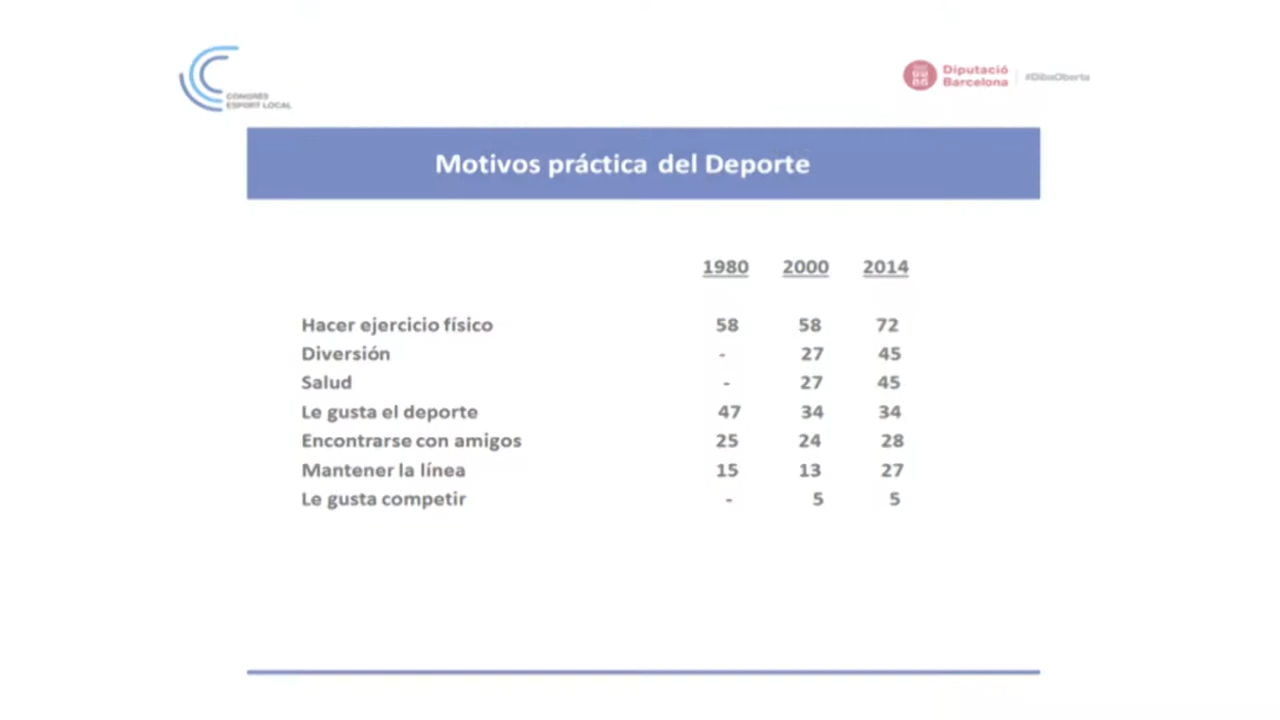 CONGRÉS
ESPORT LOCAL
Diputació
Barcelona
#DibaOberta
Motivos práctica del Deporte
1980 2000 2014
Hacer ejercicio físico 58 58 72
Diversión - 27 45
Salud - 27 45
Le gusta el deporte 47 34 34
Encontrarse con amigos 25 24 28
Mantener la línea 15 13 27
Le gusta competir - 5 5